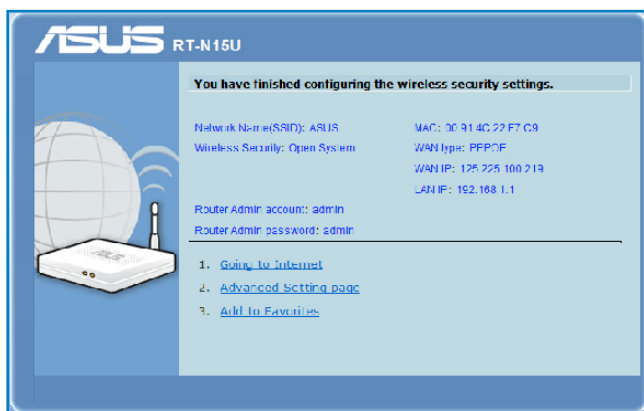 ASUS RT-N15U
You have finished configuring the wireless security settings.
Network Name(SSID): ASUS
MAC: 00 91 4C 22 F7 C9
Wireless Security: Open System
WAN type: PPPOE
WAN IP: 125.225.100.219
LAN IP: 192.168.1.1
Router Admin account: admin
Router Admin password: admin
1. Going to Internet
2. Advanced Setting page
3. Add to Favorites